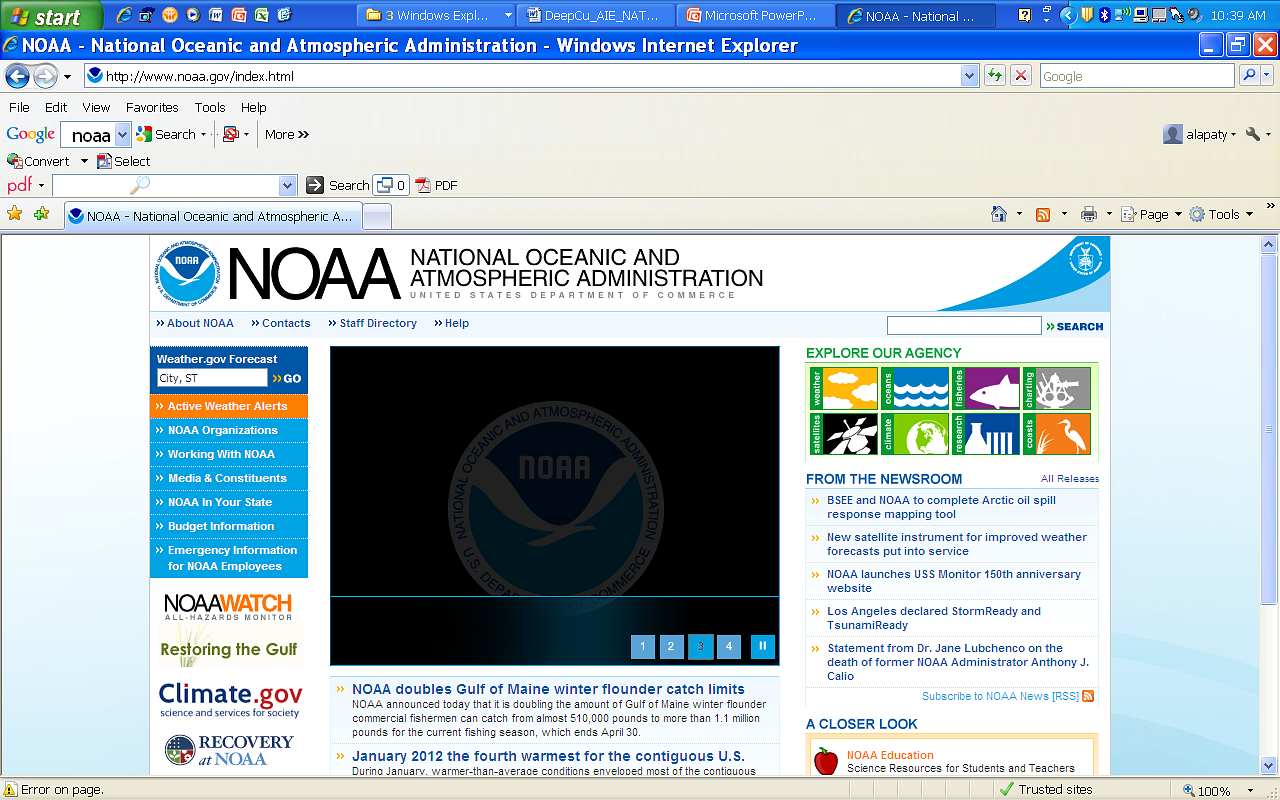 start
3 Windows Expl...
DeepCu_AIE_NAT...
Microsoft PowerP...
NOAA - National ...
10:39 AM
NOAA - National Oceanic and Atmospheric Administration - Windows Internet Explorer
http://www.noaa.gov/index.html
Google
File Edit View Favorites Tools Help
Google noaa Search More »
alapaty
Convert Select
pdf Search 0 PDF
NOAA - National Oceanic and Atmospheric A...
Page Tools »
NOAA
NATIONAL OCEANIC AND
ATMOSPHERIC ADMINISTRATION
UNITED STATES DEPARTMENT OF COMMERCE
» About NOAA » Contacts » Staff Directory » Help
» SEARCH
Weather.gov Forecast
City, ST » GO
» Active Weather Alerts
» NOAA Organizations
» Working With NOAA
» Media & Constituents
» NOAA In Your State
» Budget Information
» Emergency Information
for NOAA Employees
NOAAWATCH
ALL-HAZARDS MONITOR
Restoring the Gulf
Climate.gov
science and services for society
RECOVERY
at NOAA
NATIONAL OCEANIC AND ATMOSPHERIC ADMINISTRATION
NOAA
U.S. DEPARTMENT OF COMMERCE
1 2 3 4
» NOAA doubles Gulf of Maine winter flounder catch limits
NOAA announced today that it is doubling the amount of Gulf of Maine winter flounder
commercial fishermen can catch from almost 510,000 pounds to more than 1.1 million
pounds for the current fishing season, which ends April 30.
» January 2012 the fourth warmest for the contiguous U.S.
During January, warmer-than-average conditions enveloped most of the contiguous
EXPLORE OUR AGENCY
weather oceans fisheries charting
satellites climate research coasts
FROM THE NEWSROOM All Releases
» BSEE and NOAA to complete Arctic oil spill
response mapping tool
» New satellite instrument for improved weather
forecasts put into service
» NOAA launches USS Monitor 150th anniversary
website
» Los Angeles declared StormReady and
TsunamiReady
» Statement from Dr. Jane Lubchenco on the
death of former NOAA Administrator Anthony J.
Calio
Subscribe to NOAA News [RSS]
A CLOSER LOOK
NOAA Education
Science Resources for Students and Teachers
Error on page.
Trusted sites
100%